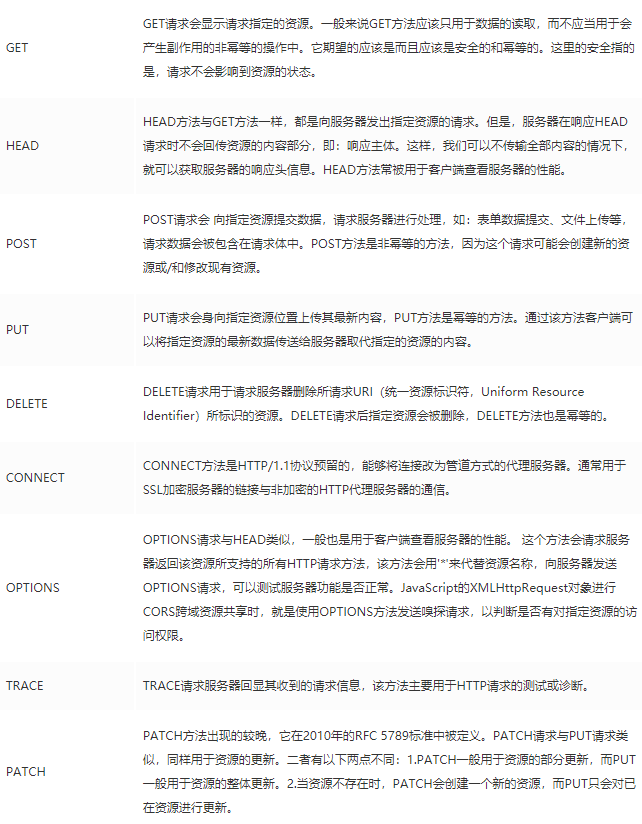 GET
GET请求会显示请求指定的资源。一般来说GET方法应该只用于数据的读取，而不应当用于会
产生副作用的非幂等的操作中。它期望的应该是而且应该是安全的和幂等的。这里的安全指的
是，请求不会影响到资源的状态。
HEAD
HEAD方法与GET方法一样，都是向服务器发出指定资源的请求。但是，服务器在响应HEAD
请求时不会回传资源的内容部分，即：响应主体。这样，我们可以不传输全部内容的情况下，
就可以获取服务器的响应头信息。HEAD方法常被用于客户端查看服务器的性能。
POST
POST请求会 向指定资源提交数据，请求服务器进行处理，如：表单数据提交、文件上传等，
请求数据会被包含在请求体中。POST方法是非幂等的方法，因为这个请求可能会创建新的资
源或/和修改现有资源。
PUT
PUT请求会身向指定资源位置上传其最新内容，PUT方法是幂等的方法。通过该方法客户端可
以将指定资源的最新数据传送给服务器取代指定的资源的内容。
DELETE
DELETE请求用于请求服务器删除所请求URI（统一资源标识符，Uniform Resource
Identifier）所标识的资源。DELETE请求后指定资源会被删除，DELETE方法也是幂等的。
CONNECT
CONNECT方法是HTTP/1.1协议预留的，能够将连接改为管道方式的代理服务器。通常用于
SSL加密服务器的链接与非加密的HTTP代理服务器的通信。
OPTIONS
OPTIONS请求与HEAD类似，一般也是用于客户端查看服务器的性能。 这个方法会请求服务
器返回该资源所支持的所有HTTP请求方法，该方法会用'*'来代替资源名称，向服务器发送
OPTIONS请求，可以测试服务器功能是否正常。JavaScript的XMLHttpRequest对象进行
CORS跨域资源共享时，就是使用OPTIONS方法发送嗅探请求，以判断是否有对指定资源的访
问权限。
TRACE
TRACE请求服务器回显其收到的请求信息，该方法主要用于HTTP请求的测试或诊断。
PATCH
PATCH方法出现的较晚，它在2010年的RFC 5789标准中被定义。PATCH请求与PUT请求类
似，同样用于资源的更新。二者有以下两点不同：1.PATCH一般用于资源的部分更新，而PUT
一般用于资源的整体更新。2.当资源不存在时，PATCH会创建一个新的资源，而PUT只会对已
在资源进行更新。